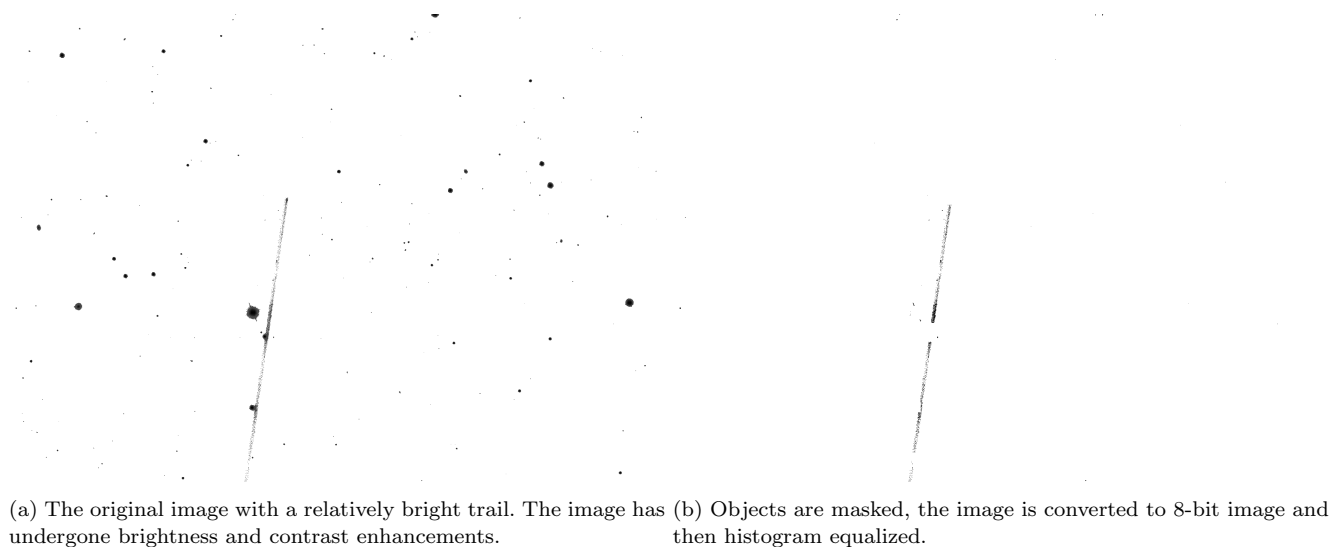 (a) The original image with a relatively bright trail. The image has
undergone brightness and contrast enhancements.
(b) Objects are masked, the image is converted to 8-bit image and
then histogram equalized.